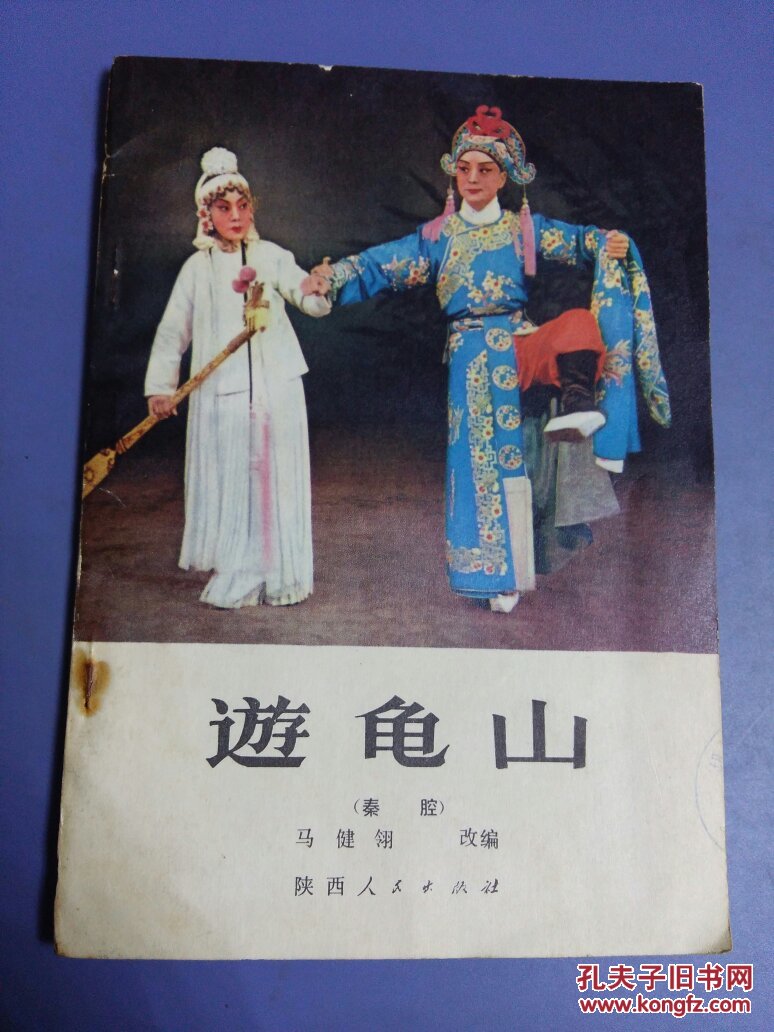 遊龟山
（秦 腔）
马健翎 改编
陕西人民出版社
孔夫子旧书网
www.kongfz.com